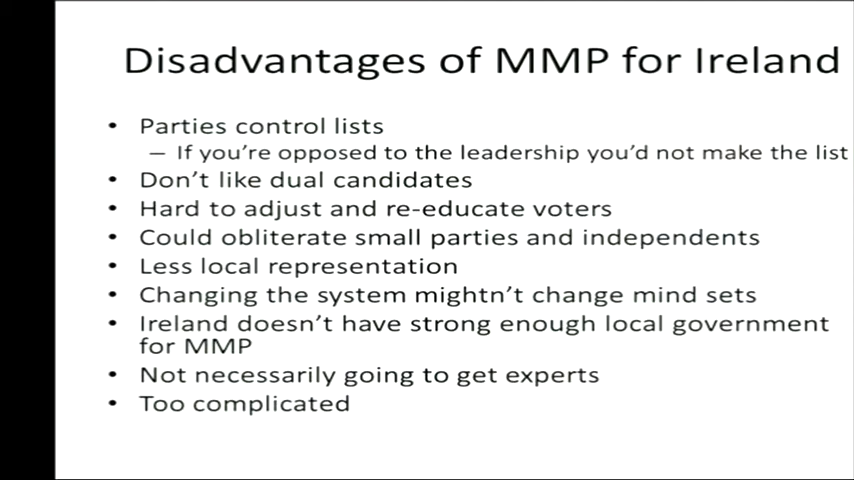 Disadvantages of MMP for Ireland
• Parties control lists
– If you're opposed to the leadership you'd not make the list
• Don't like dual candidates
• Hard to adjust and re-educate voters
• Could obliterate small parties and independents
• Less local representation
• Changing the system mightn't change mind sets
• Ireland doesn't have strong enough local government
for MMP
• Not necessarily going to get experts
• Too complicated